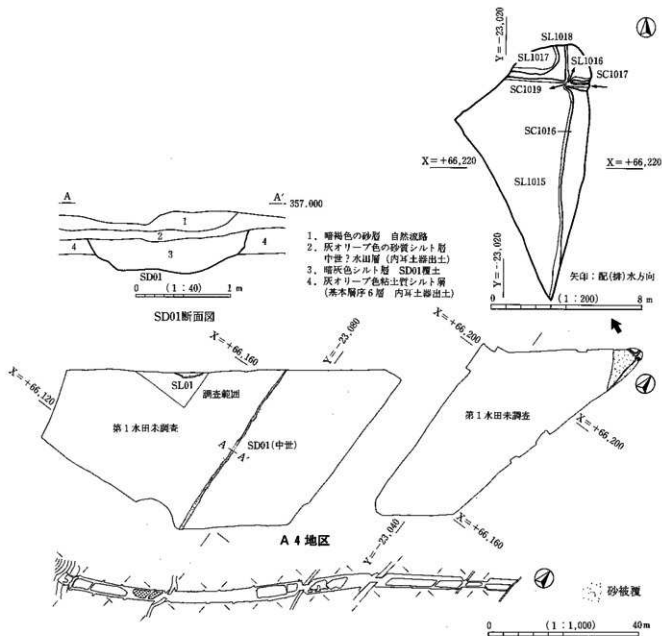 Y=-23,020
SL1018
SL1017
SL1016
SC1017
SC1019
SC1016
X=+66,220
X=+66,220
SL1015
Y=-23,020
矢印:配(排)水方向
0 (1:200) 8 m
A A′ 357.000
1
2
4 3 4
SD01
0 (1:40) 1 m
SD01断面図
1. 暗褐色の砂層 自然流路
2. 灰オリーブ色の砂質シルト層
中世?水田層(内耳土器出土)
3. 暗灰色シルト層 SD01覆土
4. 灰オリーブ色粘土質シルト層
(基本層序6層 内耳土器出土)
X=+66,120
X=+66,160
Y=-23,080
SL01
調査範囲
第1水田未調査
SD01(中世)
A
A′
X=+66,200
第1水田未調査
X=+66,200
Y=-23,040
X=+66,160
A 4 地区
砂被覆
0 (1:1,000) 40 m